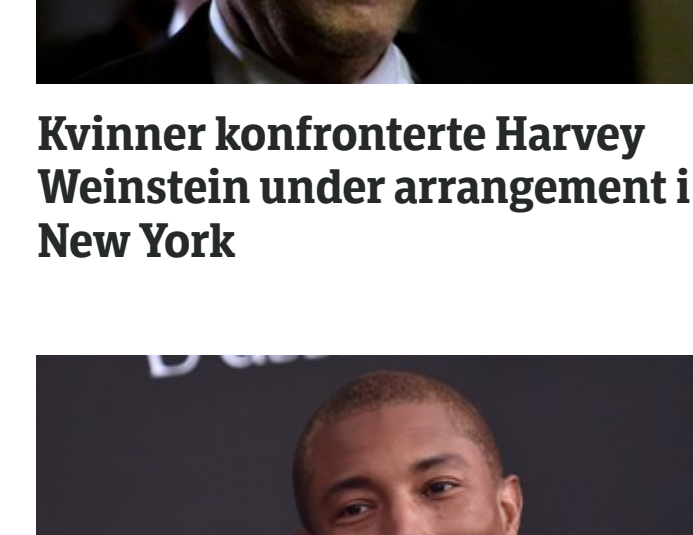 Kvinner konfronterte Harvey
Weinstein under arrangement i
New York